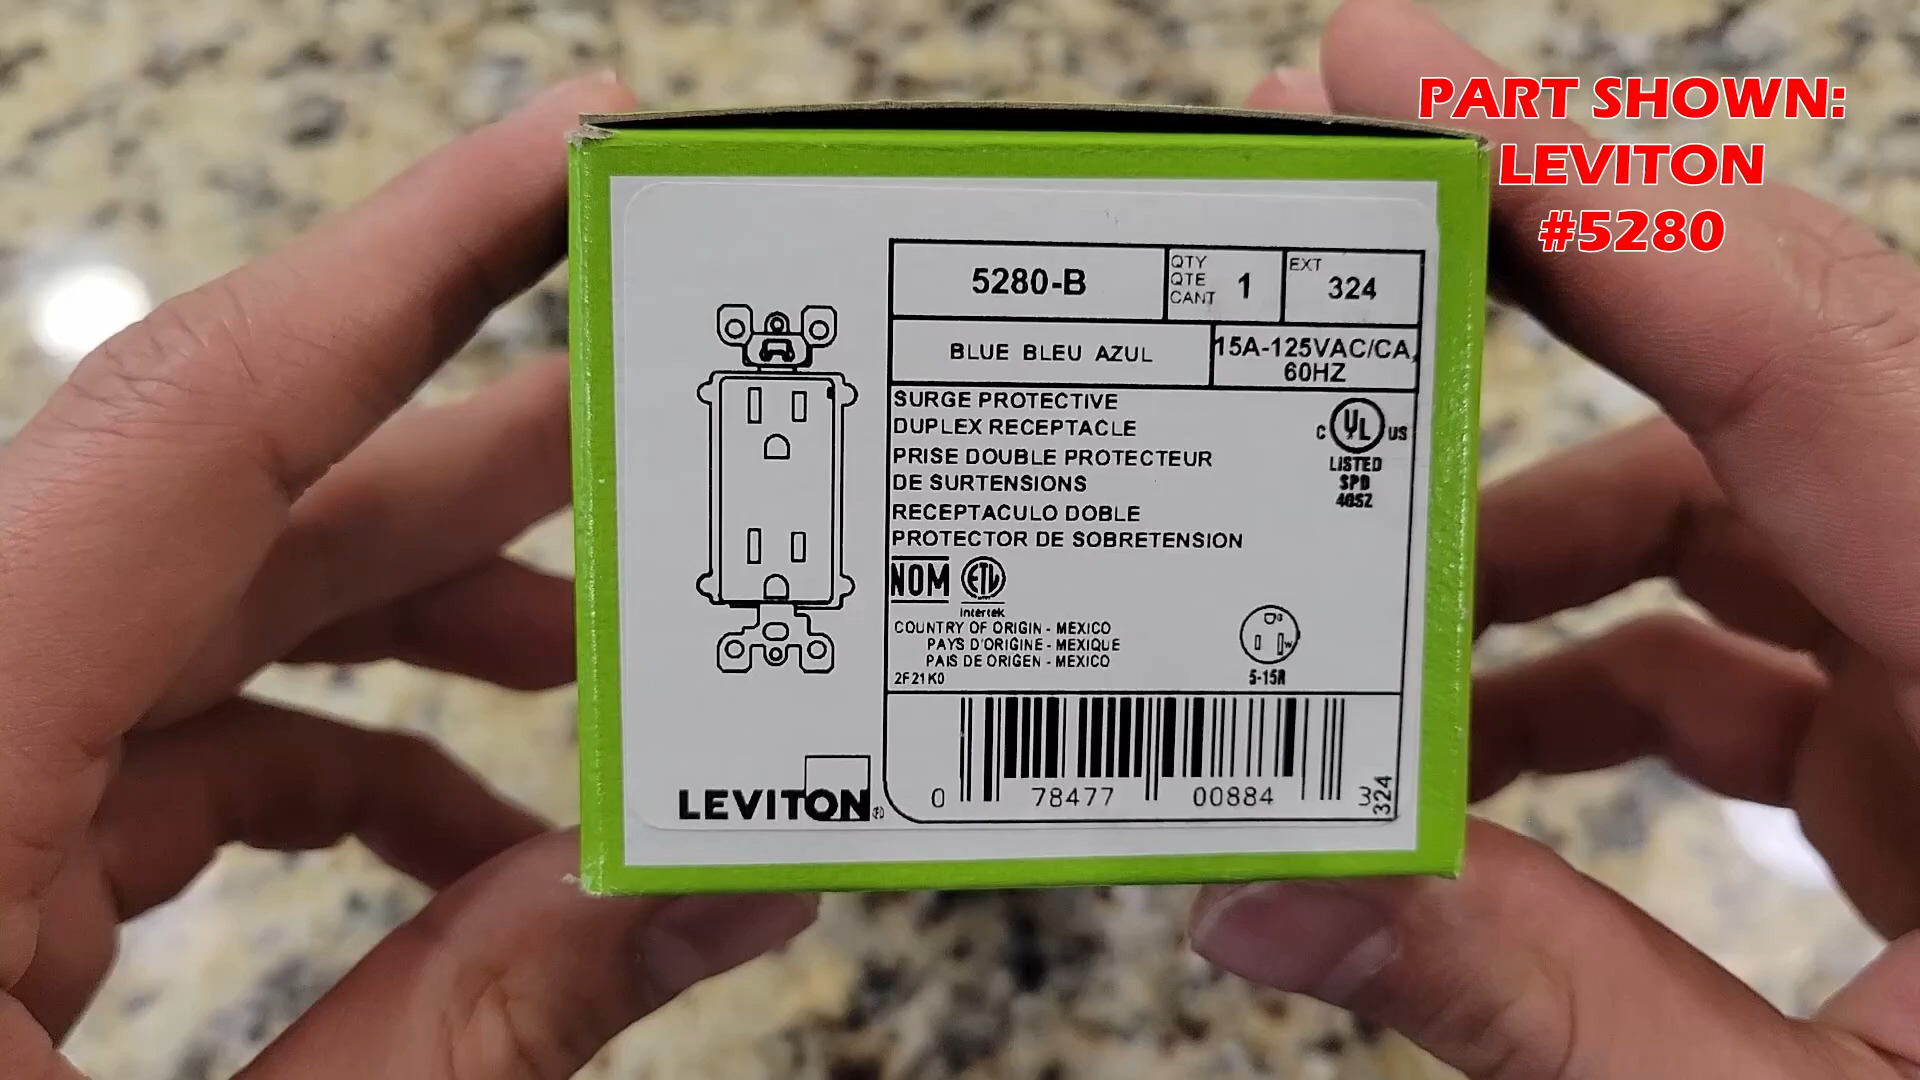 PART SHOWN:
LEVITON
#5280
5280-B
QTY
QTE
CANT
1
EXT
324
BLUE BLEU AZUL
15A-125VAC/CA,
60HZ
SURGE PROTECTIVE
DUPLEX RECEPTACLE
PRISE DOUBLE PROTECTEUR
DE SURTENSIONS
RECEPTACULO DOBLE
PROTECTOR DE SOBRETENSION
C UL US
LISTED
SPD
4GSZ
NOM ETL
Intertek
COUNTRY OF ORIGIN - MEXICO
PAYS D'ORIGINE - MEXIQUE
PAIS DE ORIGEN - MEXICO
2F21K0
5-15R
LEVITON
0 78477 00884 3
324